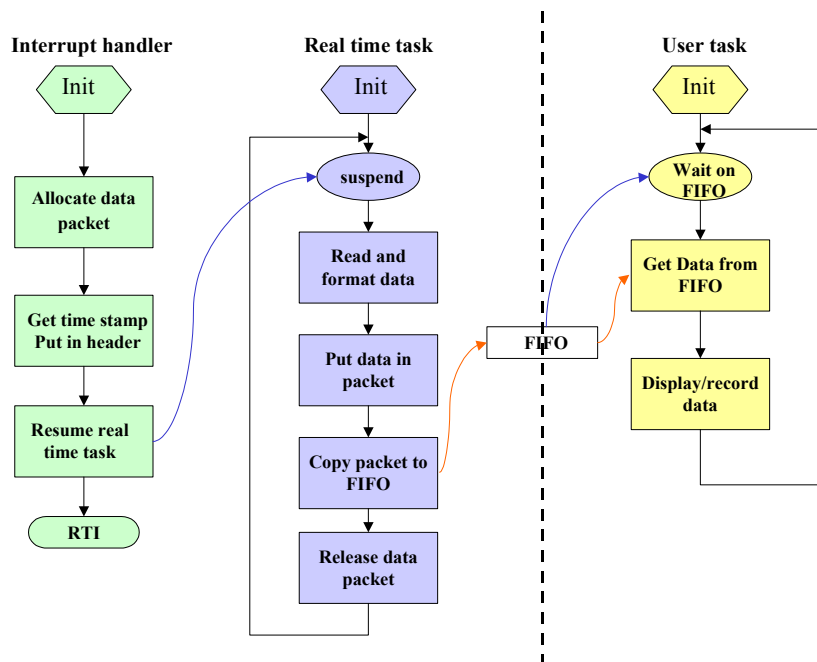 Interrupt handler
Init
Allocate data
packet
Get time stamp
Put in header
Resume real
time task
RTI
Real time task
Init
suspend
Read and
format data
Put data in
packet
Copy packet to
FIFO
Release data
packet
FIFO
User task
Init
Wait on
FIFO
Get Data from
FIFO
Display/record
data